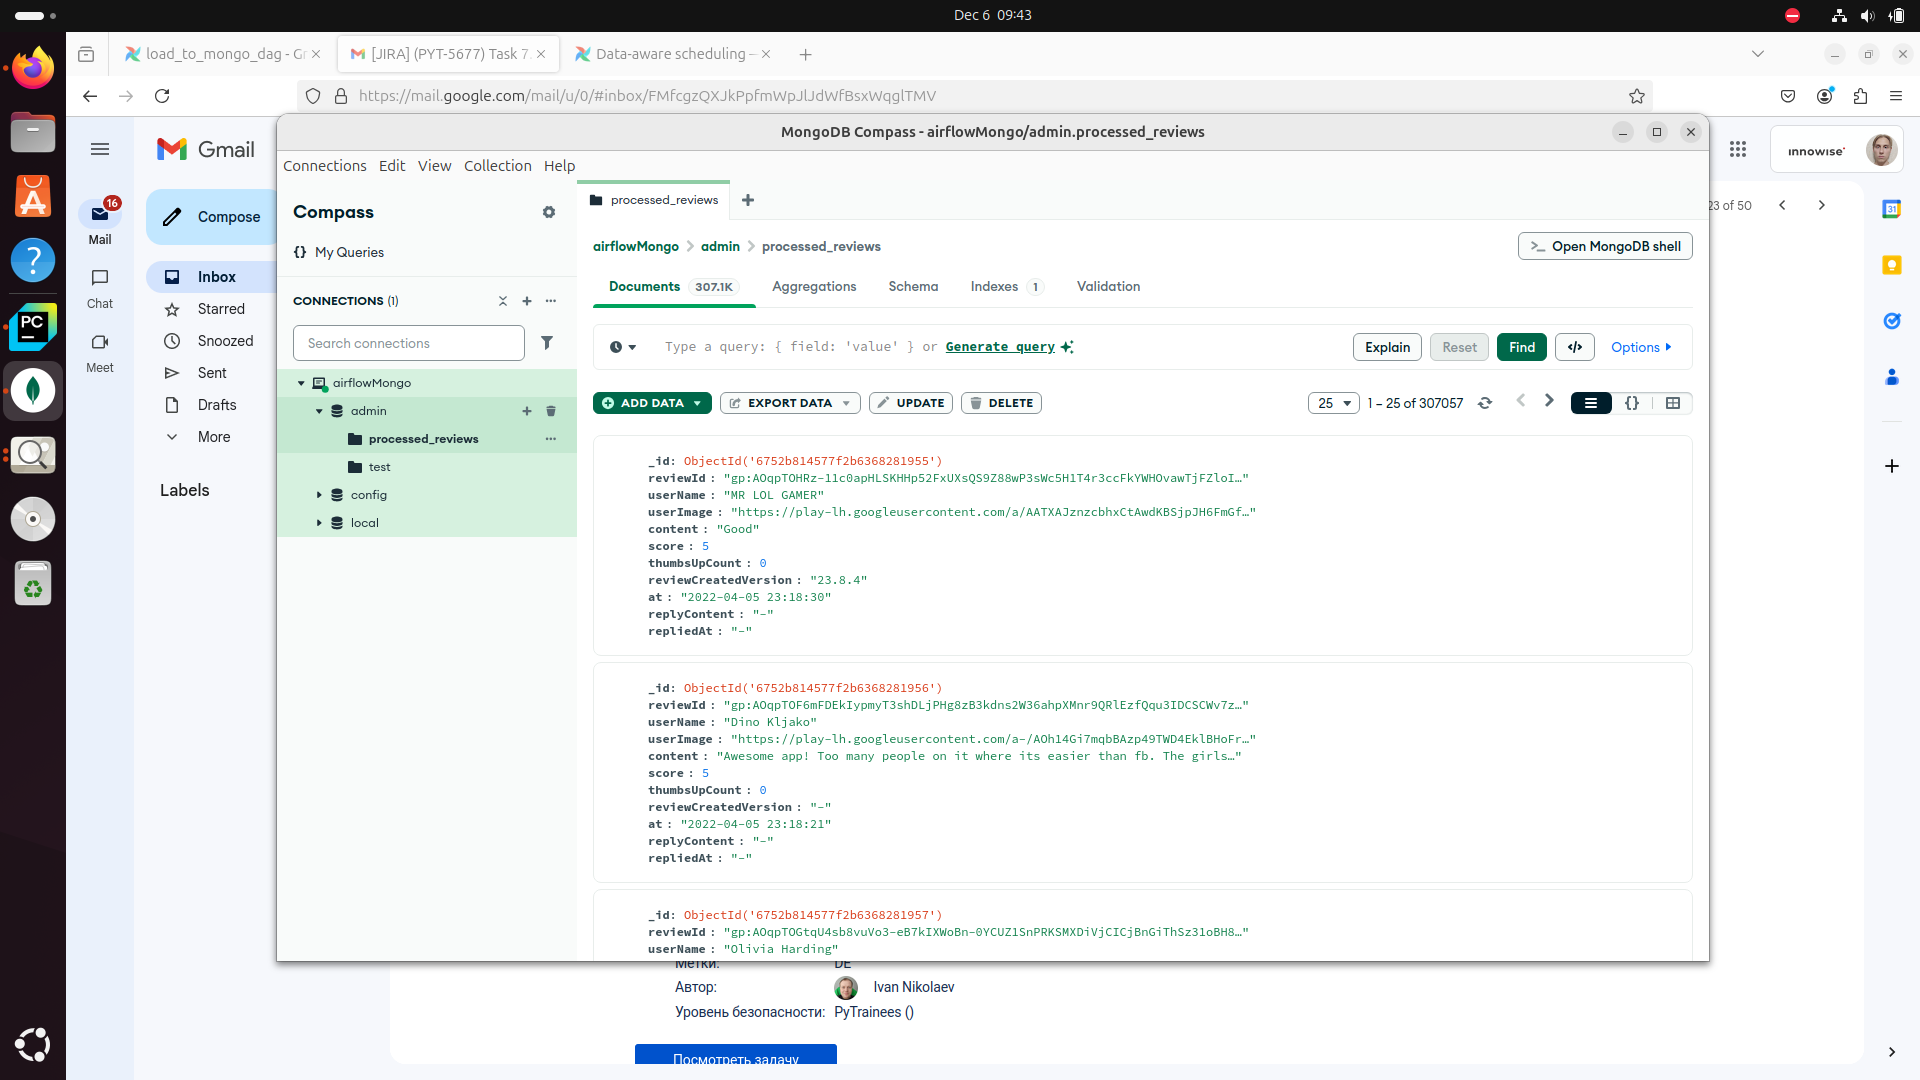 Dec 6 09:43
load_to_mongo_dag - Gr
[JIRA] (PYT-5677) Task 7.
Data-aware scheduling —
https://mail.google.com/mail/u/0/#inbox/FMfcgzQXJkPpfmWpJlJdWfBsxWqglTMV
Gmail
Compose
16
Mail
Chat
Meet
Inbox
Starred
Snoozed
Sent
Drafts
More
Labels
innowise
23 of 50
31
PC
MongoDB Compass - airflowMongo/admin.processed_reviews
Connections Edit View Collection Help
Compass
{} My Queries
CONNECTIONS (1)
Search connections
airflowMongo
admin
processed_reviews
test
config
local
processed_reviews
airflowMongo > admin > processed_reviews
>_ Open MongoDB shell
Documents 307.1K Aggregations Schema Indexes 1 Validation
Type a query: { field: 'value' } or Generate query
Explain Reset Find </> Options
ADD DATA EXPORT DATA UPDATE DELETE
25 1 – 25 of 307057 {}
_id: ObjectId('6752b814577f2b6368281955')
reviewId : "gp:AOqpTOHRz-11c0apHLSKHHp52FxUXsQS9Z88wP3sWc5H1T4r3ccFkYWHOvawTjFZloI…"
userName : "MR LOL GAMER"
userImage : "https://play-lh.googleusercontent.com/a/AATXAJznzcbhxCtAwdKBSjpJH6FmGf…"
content : "Good"
score : 5
thumbsUpCount : 0
reviewCreatedVersion : "23.8.4"
at : "2022-04-05 23:18:30"
replyContent : "-"
repliedAt : "-"
_id: ObjectId('6752b814577f2b6368281956')
reviewId : "gp:AOqpTOF6mFDEkIypmyT3shDLjPHg8zB3kdns2W36ahpXMnr9QRlEzfQqu3IDCSCWv7z…"
userName : "Dino Kljako"
userImage : "https://play-lh.googleusercontent.com/a-/AOh14Gi7mqbBAzp49TWD4EklBHoFr…"
content : "Awesome app! Too many people on it where its easier than fb. The girls…"
score : 5
thumbsUpCount : 0
reviewCreatedVersion : "-"
at : "2022-04-05 23:18:21"
replyContent : "-"
repliedAt : "-"
_id: ObjectId('6752b814577f2b6368281957')
reviewId : "gp:AOqpTOGtqU4sb8vuVo3-eB7kIXWoBn-0YCUZ1SnPRKSMXDiVjCICjBnGiThSz31oBH8…"
userName : "Olivia Harding"
Метки: DE
Автор: Ivan Nikolaev
Уровень безопасности: PyTrainees ()
Посмотреть задачу